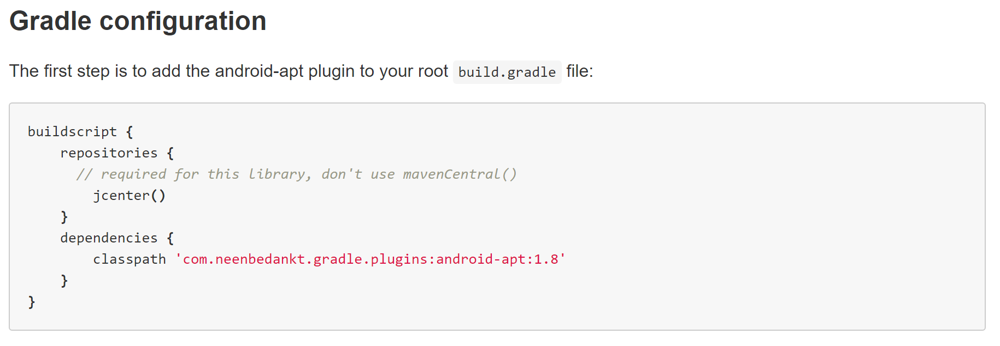 Gradle configuration
The first step is to add the android-apt plugin to your root build.gradle file:
buildscript {
    repositories {
      // required for this library, don't use mavenCentral()
        jcenter()
    }
    dependencies {
        classpath 'com.neenbedankt.gradle.plugins:android-apt:1.8'
    }
}